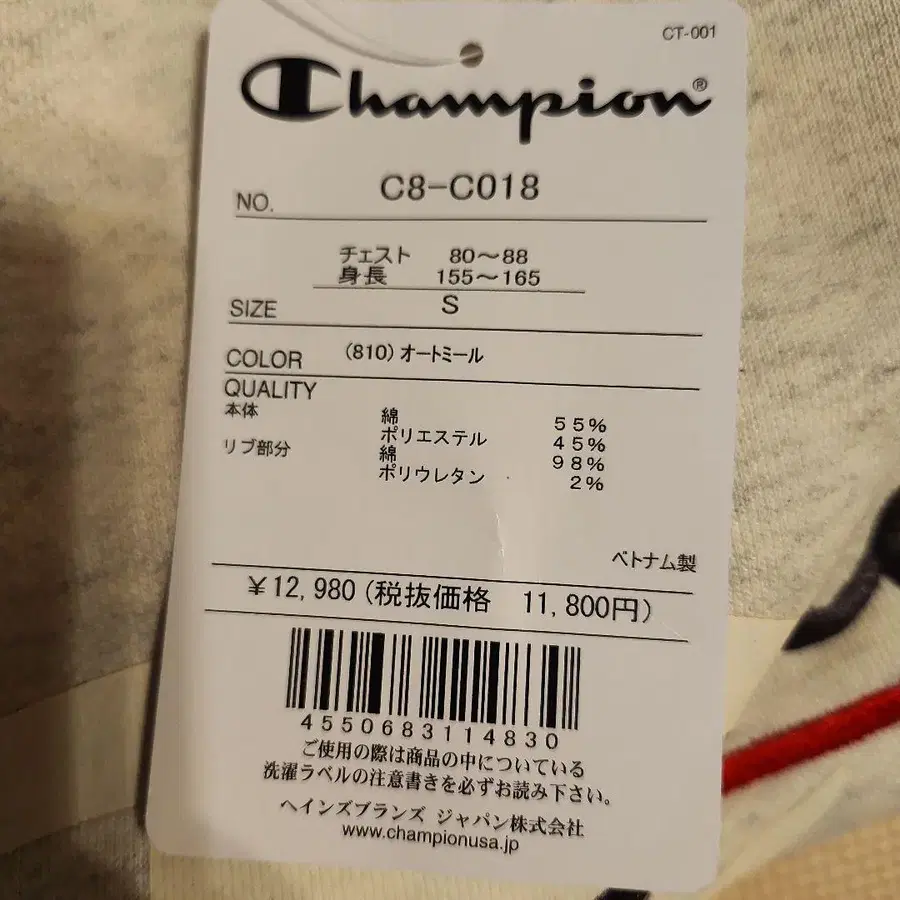 CT-001
Champion®
NO. C8-C018
チェスト 80～88
身長 155～165
SIZE S
COLOR (810) オートミール
QUALITY
本体 綿 55%
ポリエステル 45%
リブ部分 綿 98%
ポリウレタン 2%
ベトナム製
￥12,980 (税抜価格 11,800円)
4550683114830
ご使用の際は商品の中についている
洗濯ラベルの注意書きを必ずお読み下さい。
ヘインズブランズ ジャパン株式会社
www.championusa.jp